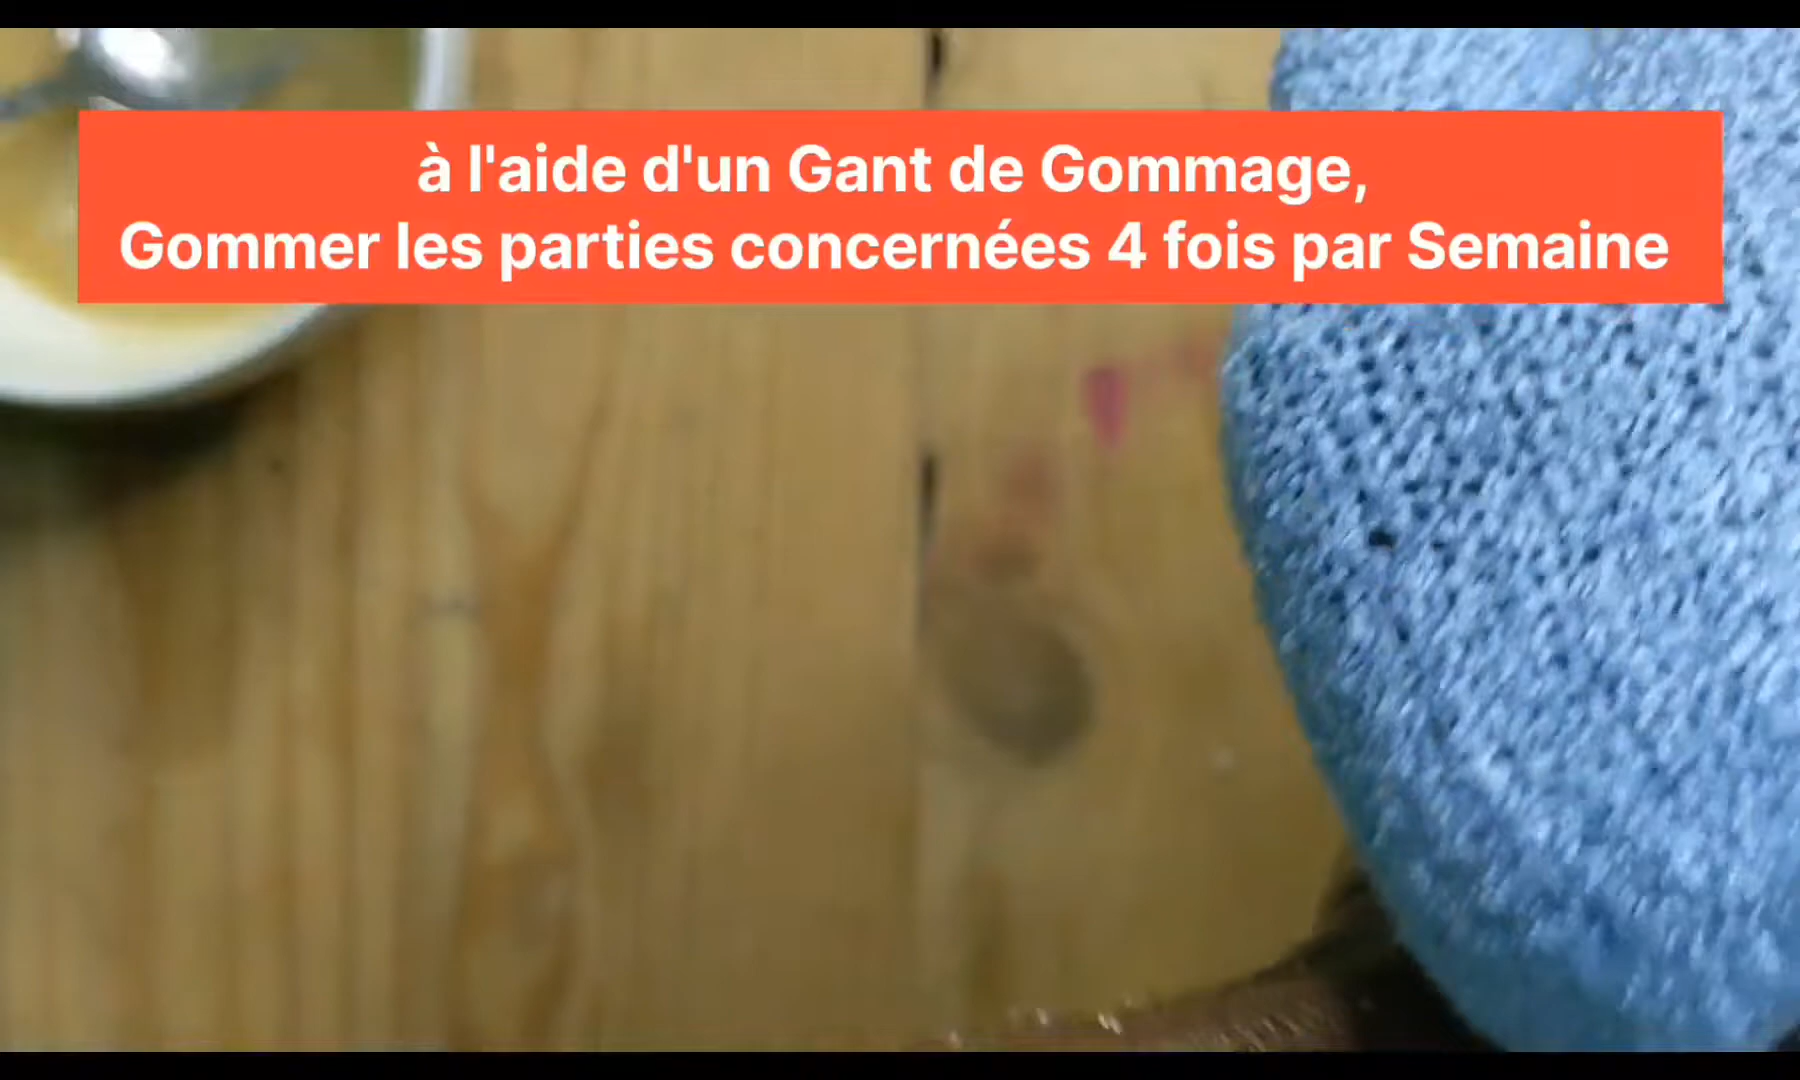 à l'aide d'un Gant de Gommage,
Gommer les parties concernées 4 fois par Semaine